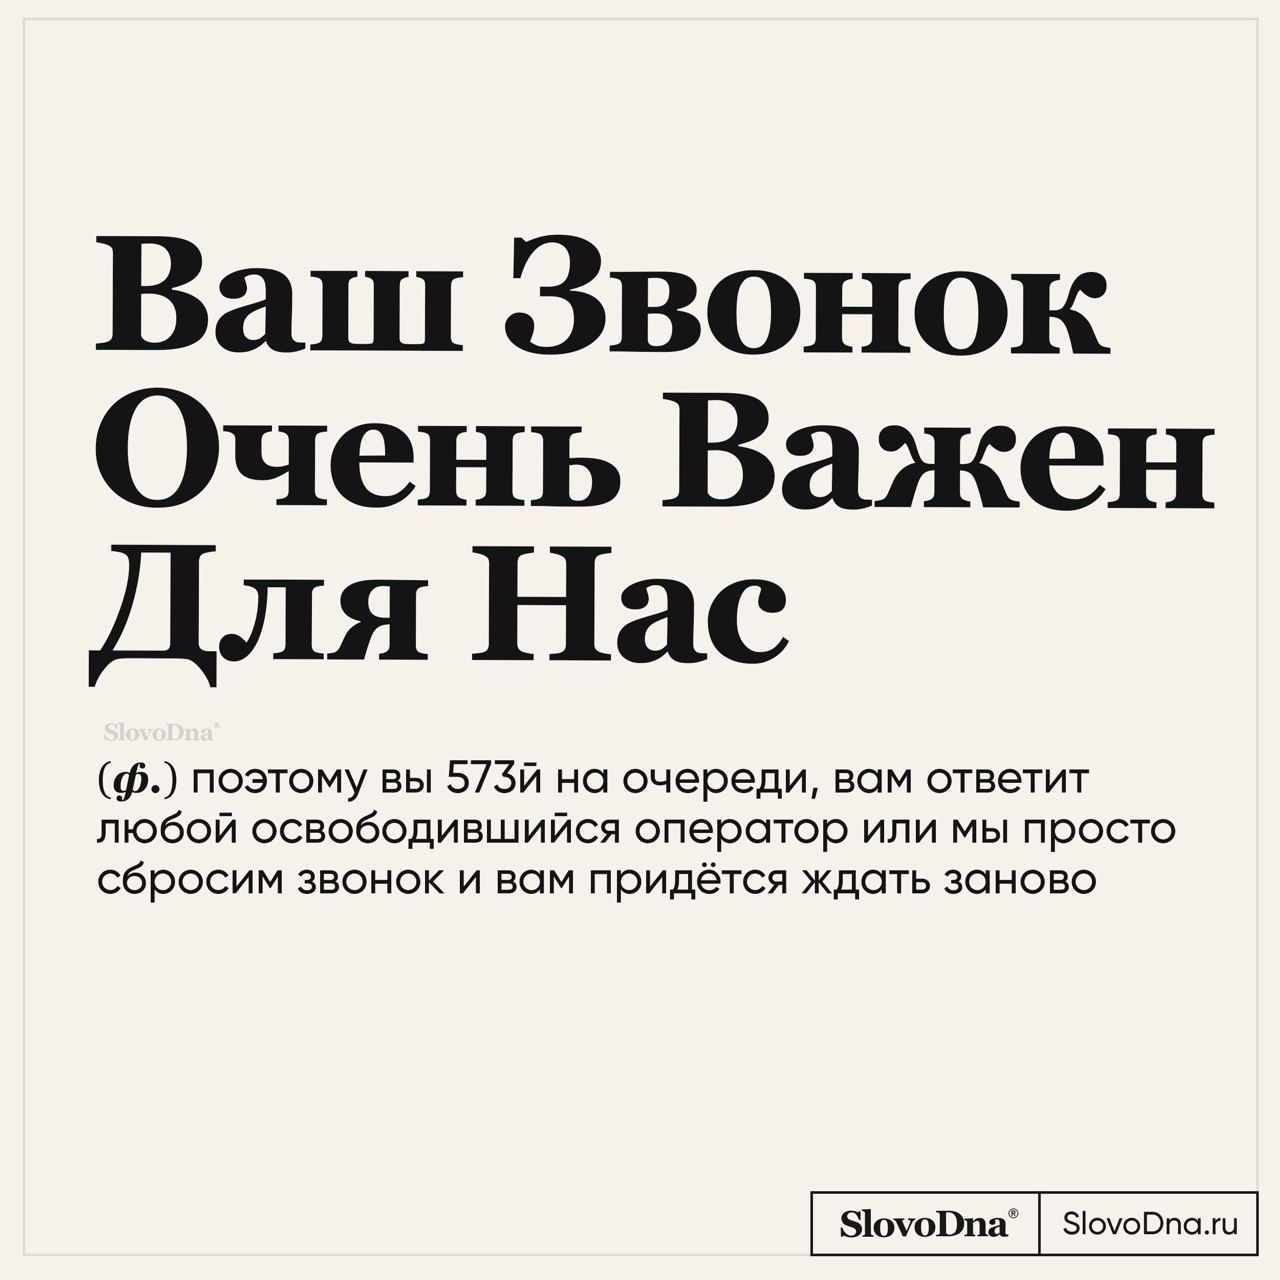 Ваш Звонок
Очень Важен
Для Нас
SlovoDna®
(ф.) поэтому вы 573й на очереди, вам ответит
любой освободившийся оператор или мы просто
сбросим звонок и вам придётся ждать заново
SlovoDna® SlovoDna.ru